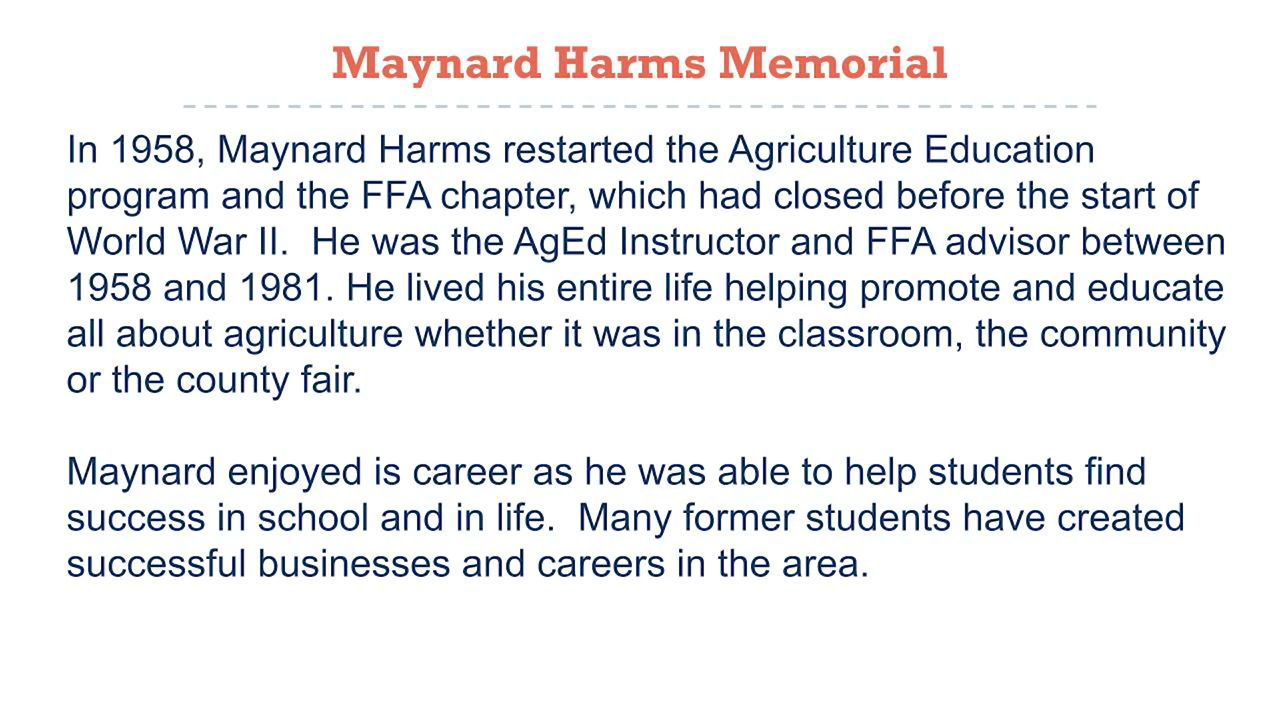 Maynard Harms Memorial
In 1958, Maynard Harms restarted the Agriculture Education
program and the FFA chapter, which had closed before the start of
World War II.  He was the AgEd Instructor and FFA advisor between
1958 and 1981. He lived his entire life helping promote and educate
all about agriculture whether it was in the classroom, the community
or the county fair.
Maynard enjoyed is career as he was able to help students find
success in school and in life.  Many former students have created
successful businesses and careers in the area.